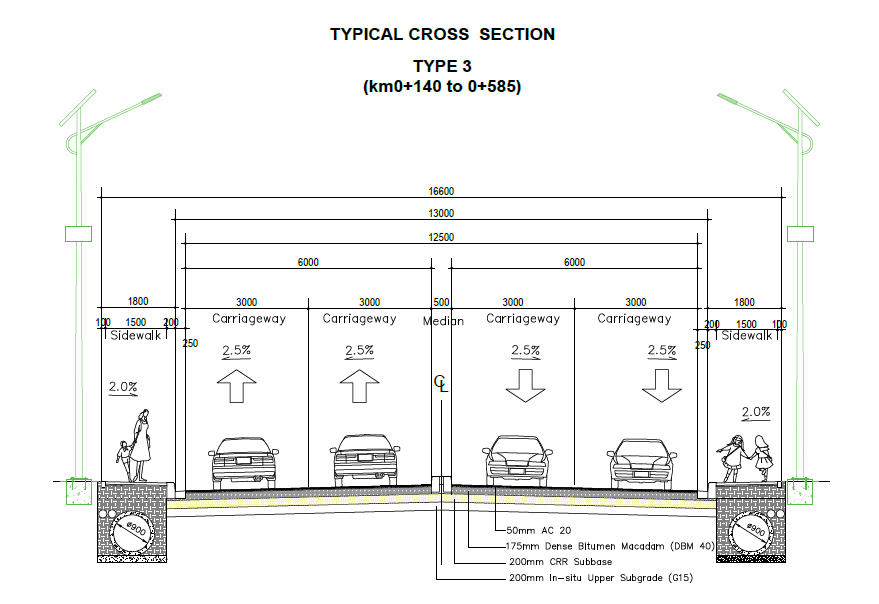 TYPICAL CROSS SECTION
TYPE 3
(km0+140 to 0+585)
16600
13000
12500
6000 6000
1800 3000 3000 500 3000 3000 1800
100 1500 200 Carriageway Carriageway Median Carriageway Carriageway 200 1500 100
Sidewalk Sidewalk
250 250
2.5% 2.5% 2.5% 2.5%
CL
2.0% 2.0%
ø900 ø900
50mm AC 20
175mm Dense Bitumen Macadam (DBM 40)
200mm CRR Subbase
200mm In-situ Upper Subgrade (G15)